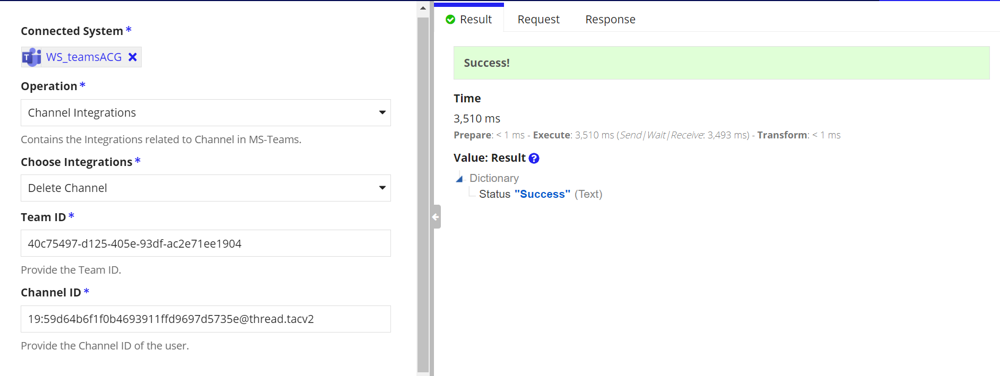 Connected System *
T WS_teamsACG
Operation *
Channel Integrations
Contains the Integrations related to Channel in MS-Teams.
Choose Integrations *
Delete Channel
Team ID *
40c75497-d125-405e-93df-ac2e71ee1904
Provide the Team ID.
Channel ID *
19:59d64b6f1f0b4693911ffd9697d5735e@thread.tacv2
Provide the Channel ID of the user.
Result Request Response
Success!
Time
3,510 ms
Prepare: < 1 ms - Execute: 3,510 ms (Send|Wait|Receive: 3,493 ms) - Transform: < 1 ms
Value: Result ?
Dictionary
Status "Success" (Text)